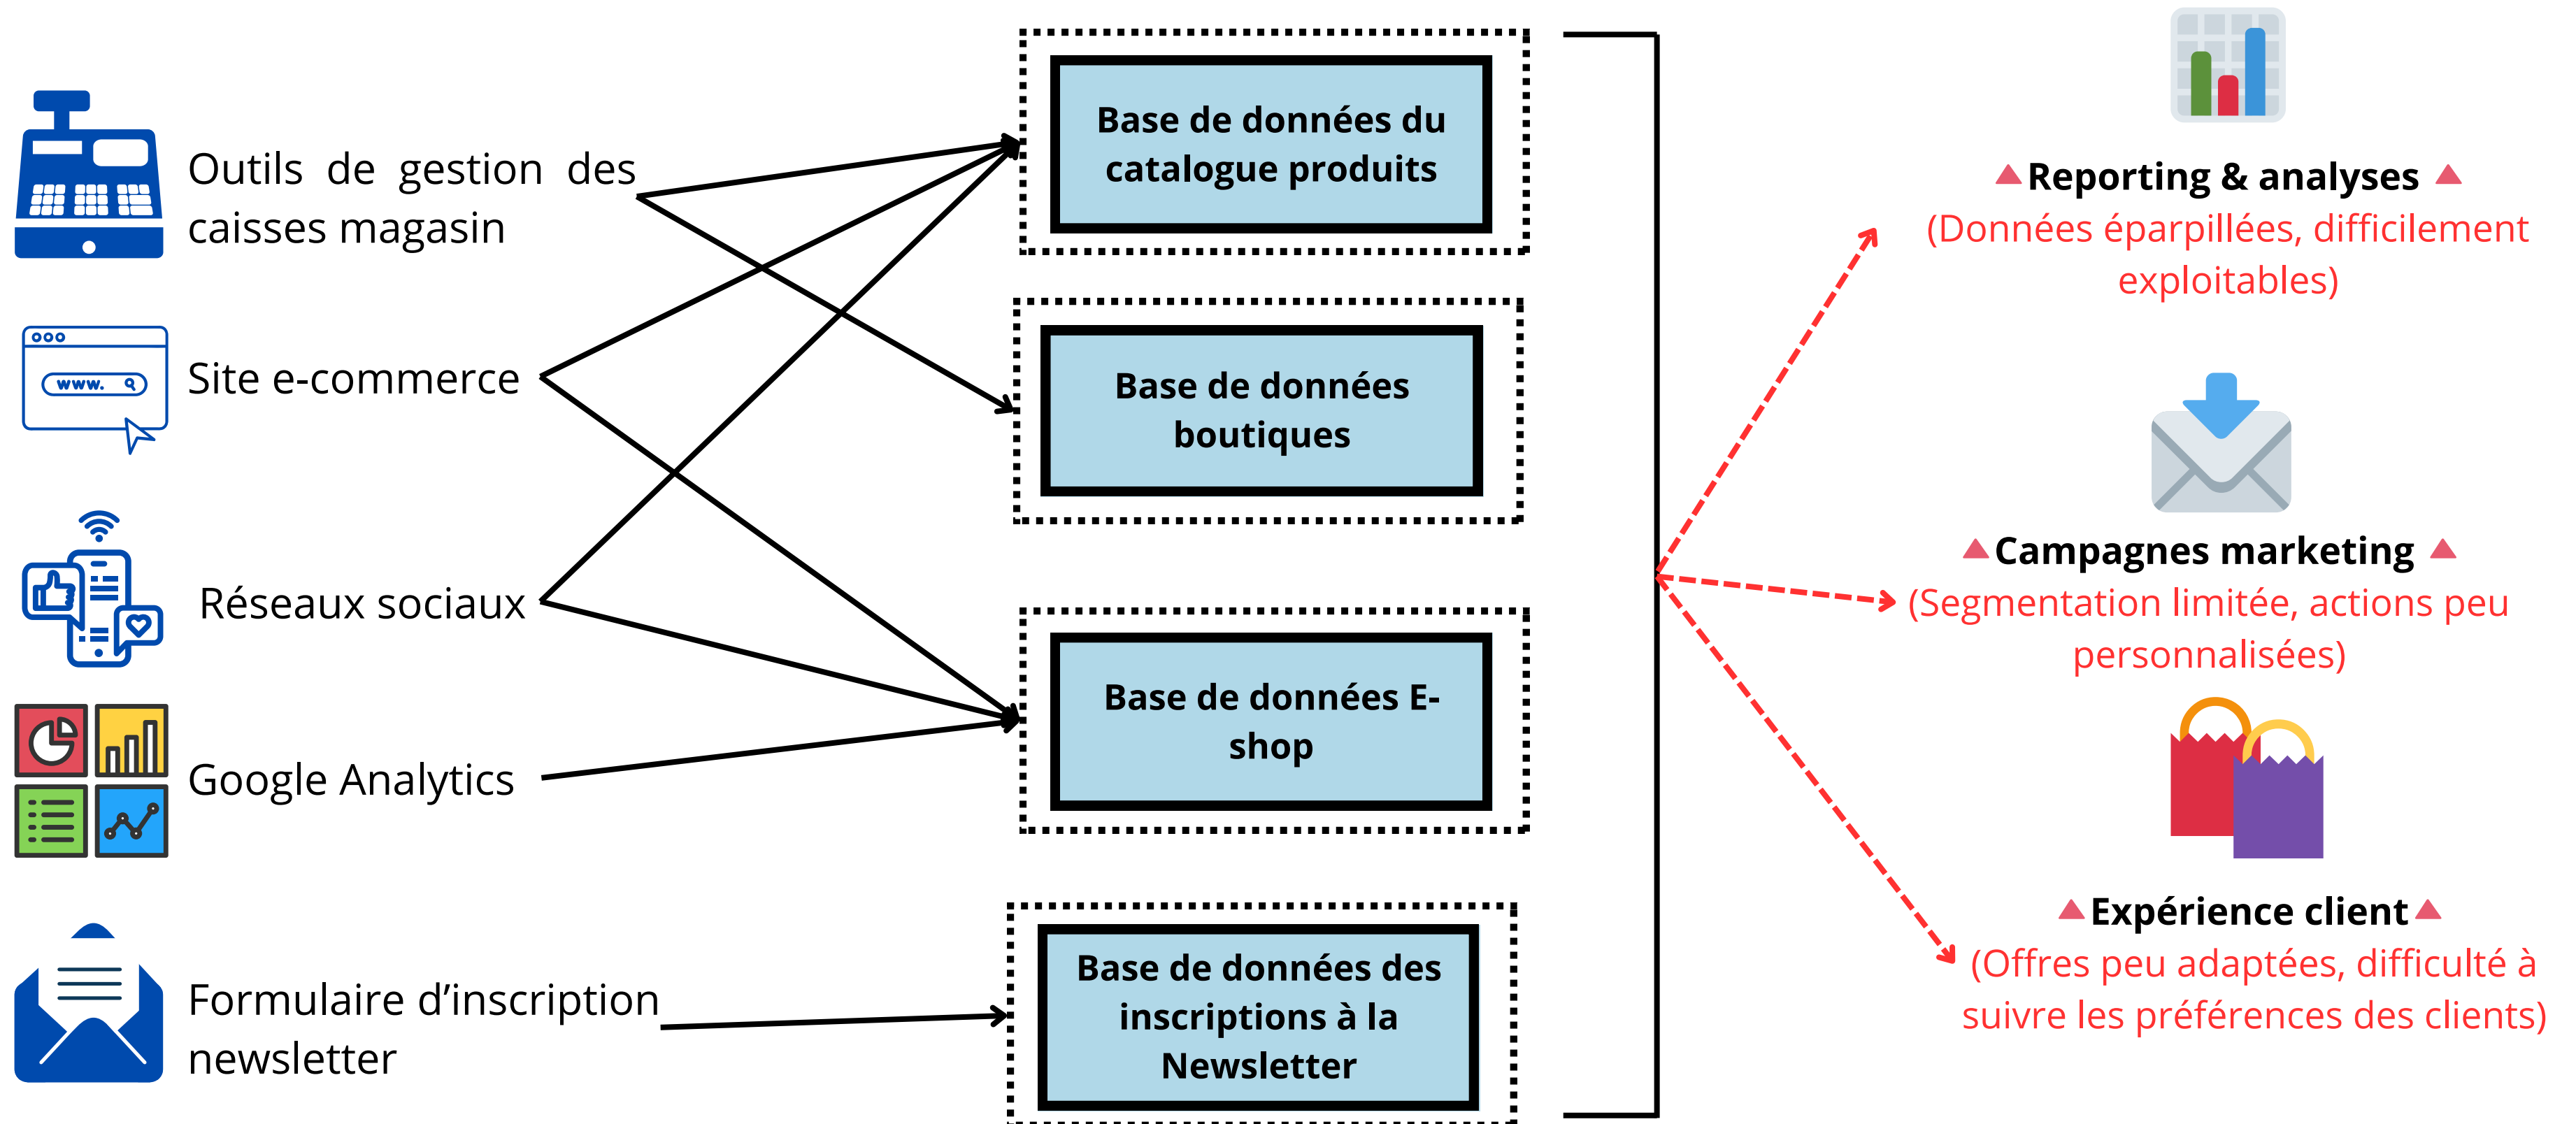 Outils de gestion des
caisses magasin
Site e-commerce
www.
Réseaux sociaux
Google Analytics
Formulaire d’inscription
newsletter
Base de données du
catalogue produits
Base de données
boutiques
Base de données E-
shop
Base de données des
inscriptions à la
Newsletter
Reporting & analyses
(Données éparpillées, difficilement
exploitables)
Campagnes marketing
(Segmentation limitée, actions peu
personnalisées)
Expérience client
(Offres peu adaptées, difficulté à
suivre les préférences des clients)